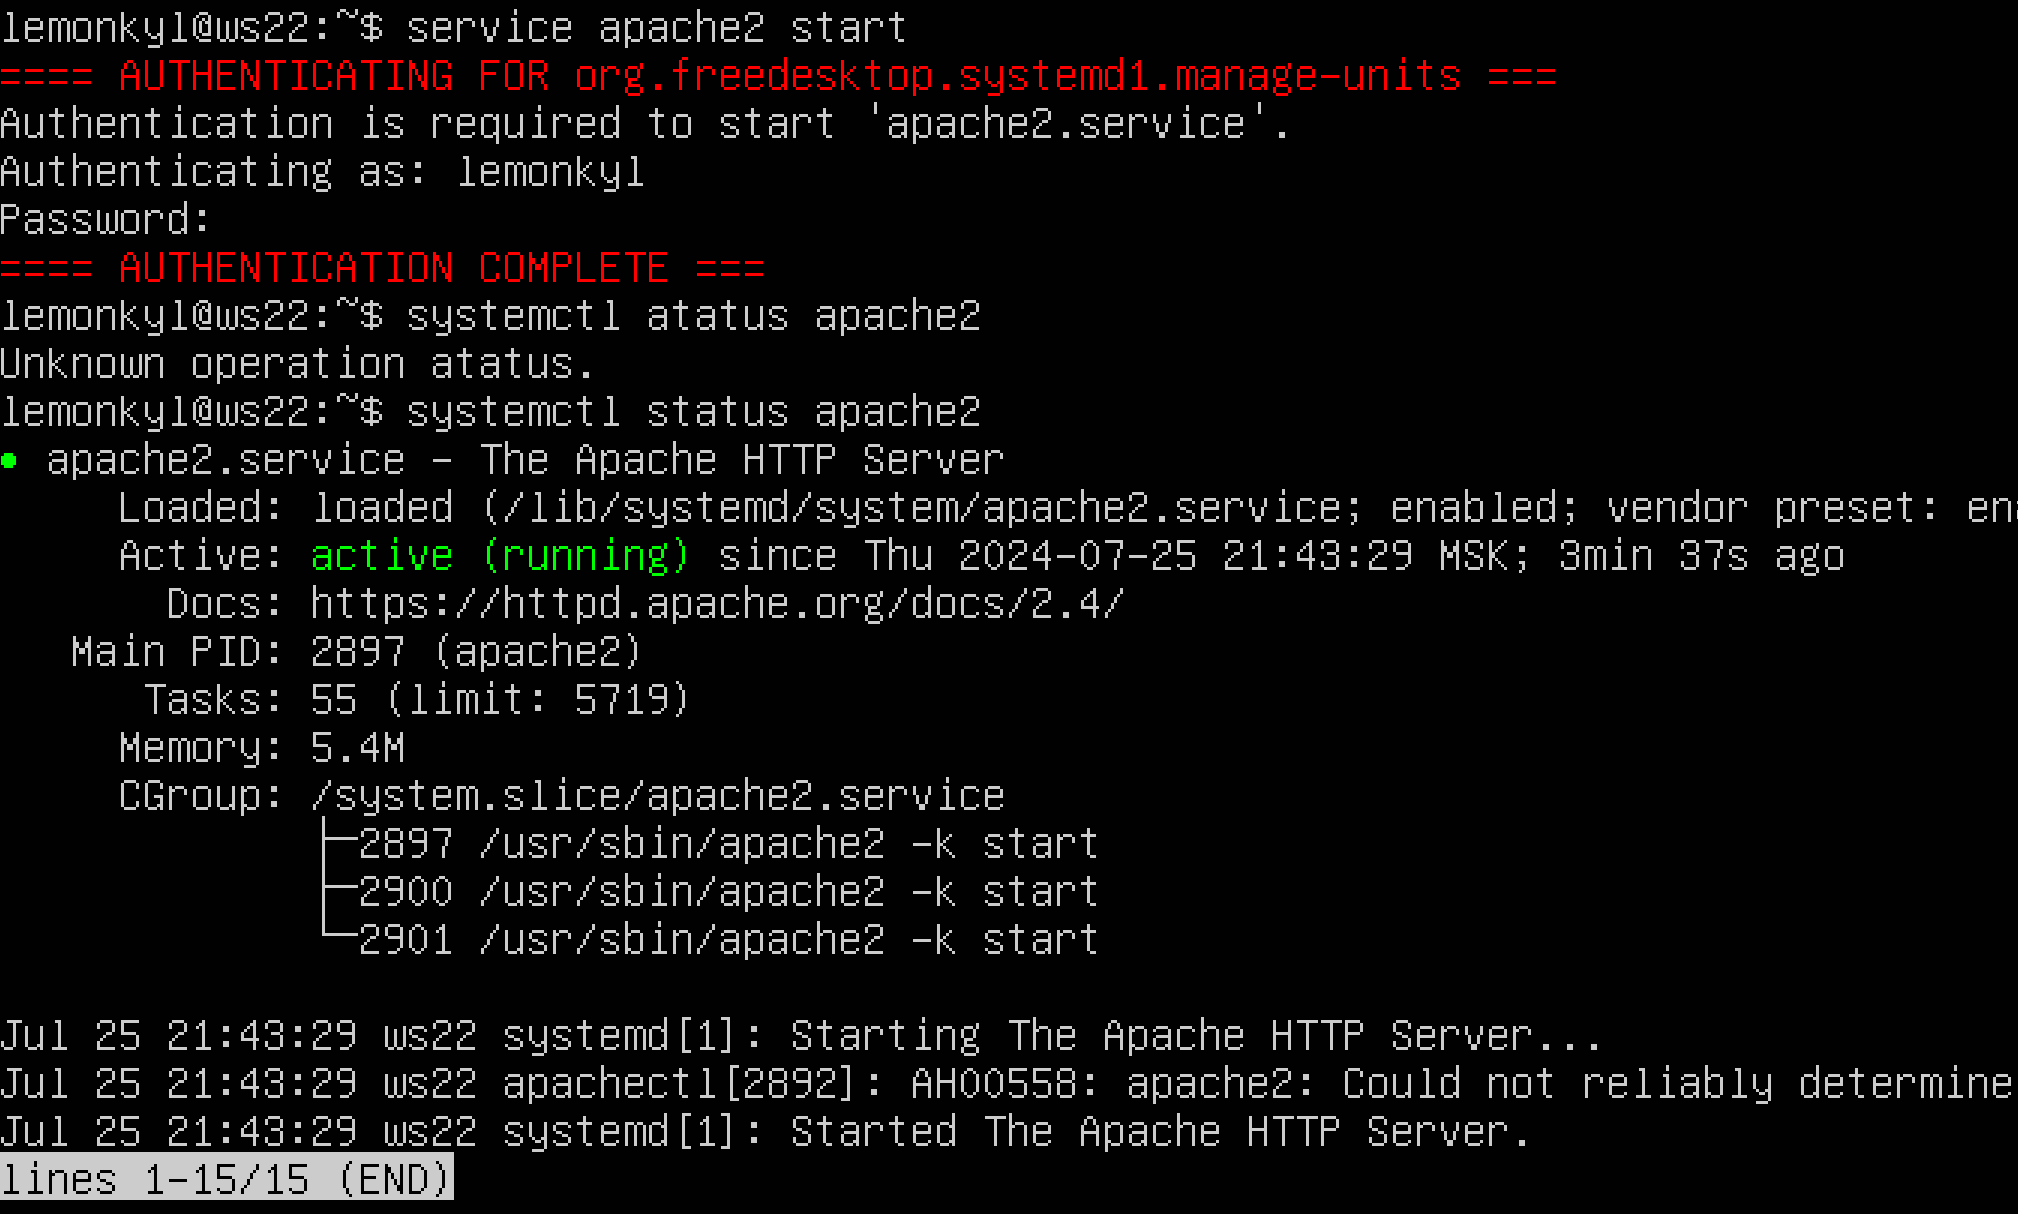 lemonkyl@ws22:~$ service apache2 start
==== AUTHENTICATING FOR org.freedesktop.systemd1.manage-units ===
Authentication is required to start 'apache2.service'.
Authenticating as: lemonkyl
Password:
==== AUTHENTICATION COMPLETE ===
lemonkyl@ws22:~$ systemctl atatus apache2
Unknown operation atatus.
lemonkyl@ws22:~$ systemctl status apache2
● apache2.service - The Apache HTTP Server
     Loaded: loaded (/lib/systemd/system/apache2.service; enabled; vendor preset: en
     Active: active (running) since Thu 2024-07-25 21:43:29 MSK; 3min 37s ago
       Docs: https://httpd.apache.org/docs/2.4/
   Main PID: 2897 (apache2)
      Tasks: 55 (limit: 5719)
     Memory: 5.4M
     CGroup: /system.slice/apache2.service
             ├─2897 /usr/sbin/apache2 -k start
             ├─2900 /usr/sbin/apache2 -k start
             └─2901 /usr/sbin/apache2 -k start
Jul 25 21:43:29 ws22 systemd[1]: Starting The Apache HTTP Server...
Jul 25 21:43:29 ws22 apachectl[2892]: AH00558: apache2: Could not reliably determine
Jul 25 21:43:29 ws22 systemd[1]: Started The Apache HTTP Server.
lines 1-15/15 (END)